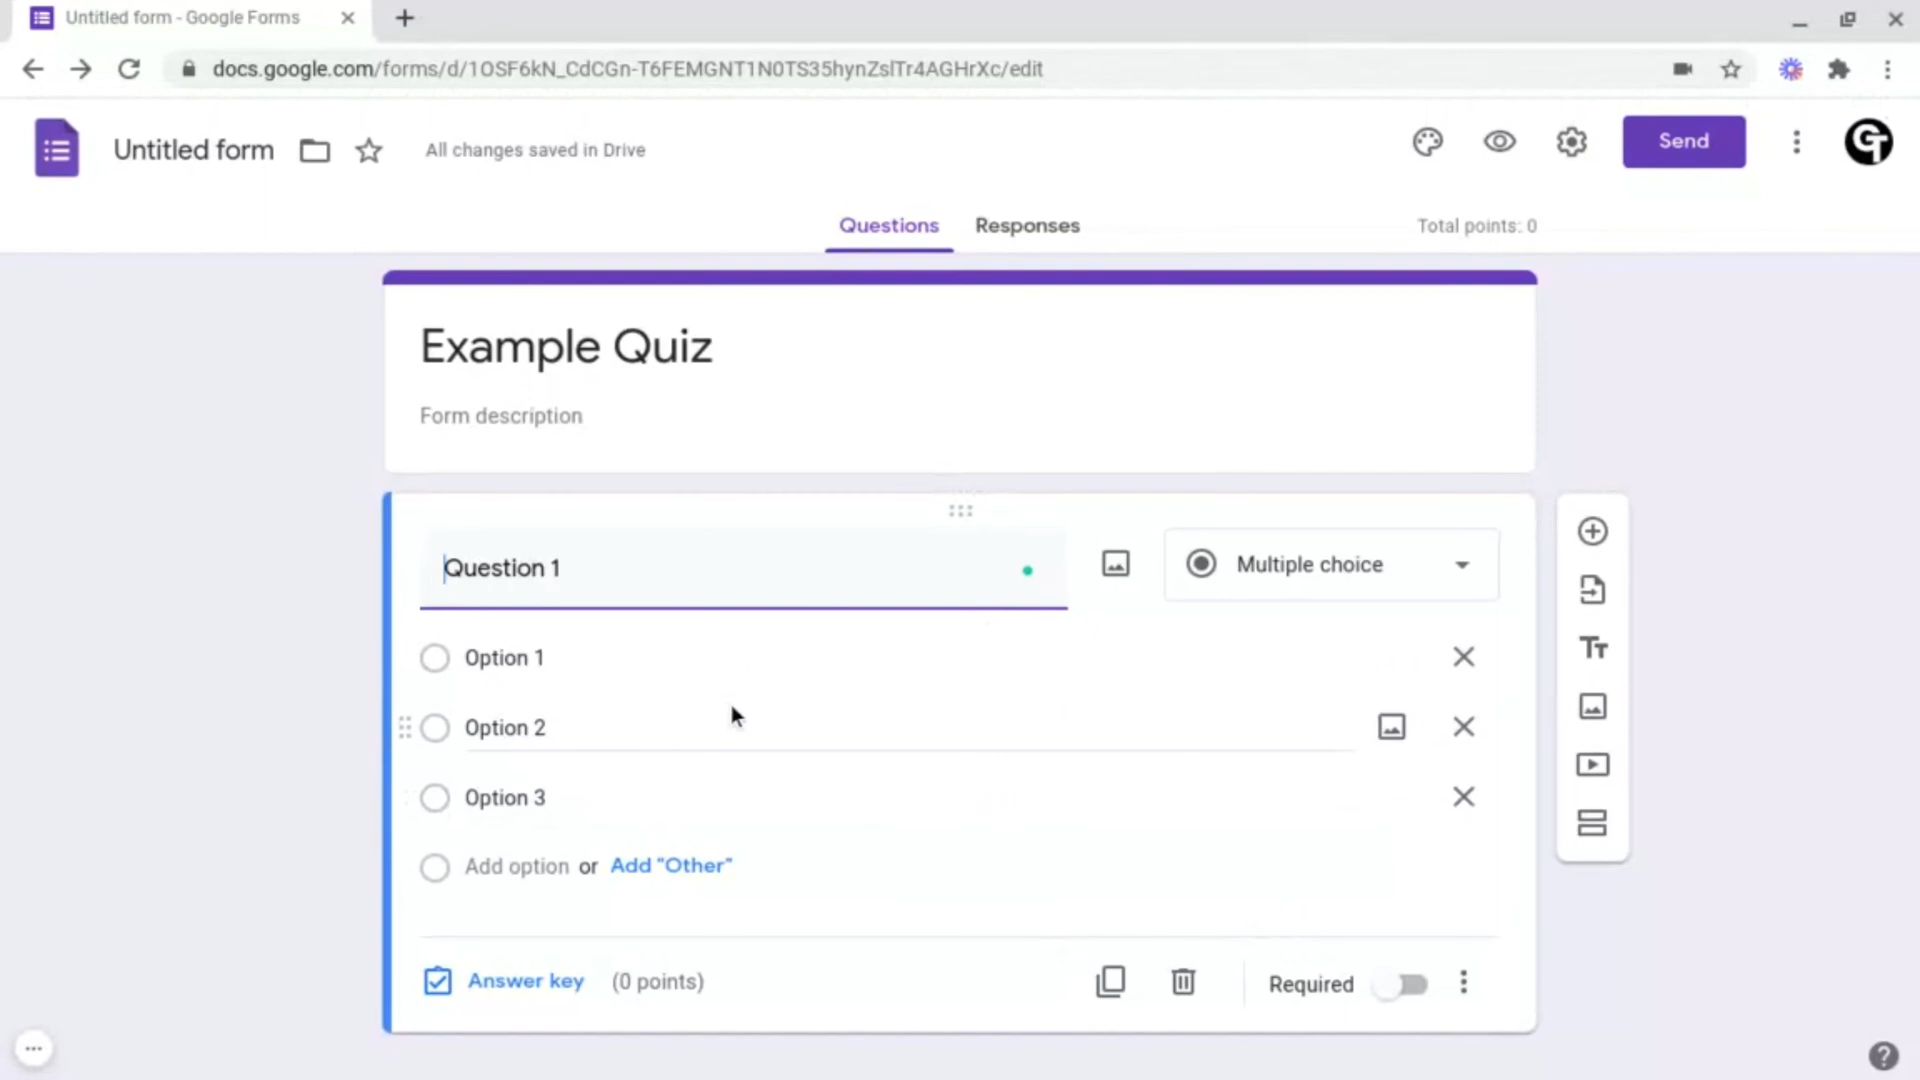 Untitled form - Google Forms
docs.google.com/forms/d/1OSF6kN_CdCGn-T6FEMGNT1N0TS35hynZslTr4AGHrXc/edit
Untitled form
All changes saved in Drive
Send
GT
Questions
Responses
Total points: 0
Example Quiz
Form description
Question 1
Multiple choice
Option 1
Option 2
Option 3
Add option or Add "Other"
Answer key (0 points)
Required